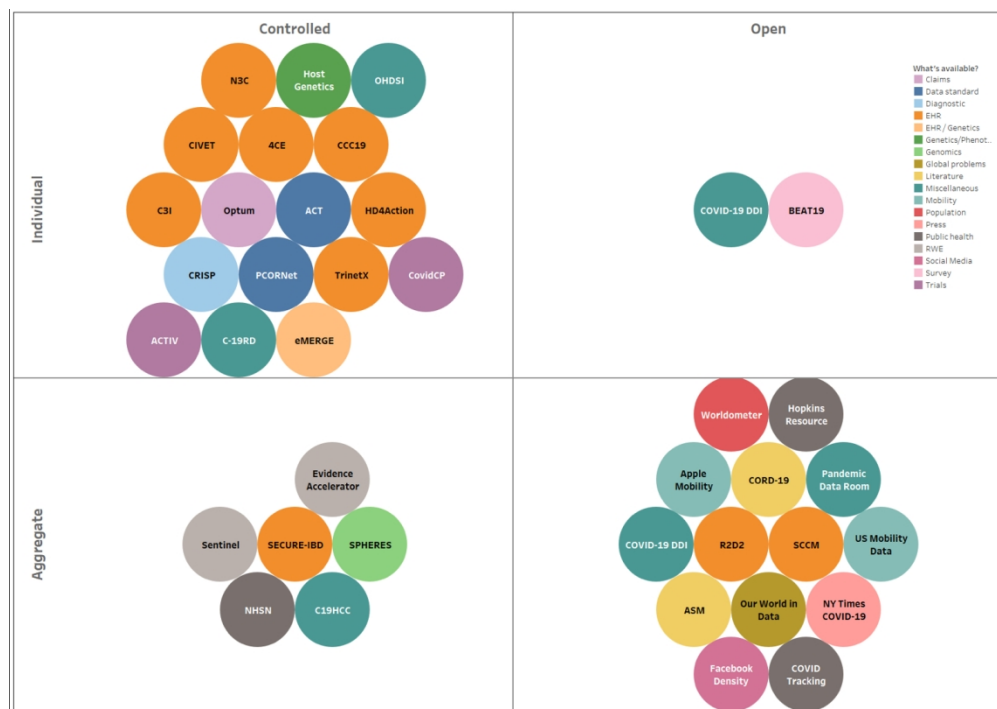 Controlled
Open
Individual
N3C
Host
Genetics
OHDSI
CIVET
4CE
CCC19
C3I
Optum
ACT
HD4Action
CRISP
PCORNet
TrinetX
CovidCP
ACTIV
C-19RD
eMERGE
COVID-19 DDI
BEAT19
What's available?
Claims
Data standard
Diagnostic
EHR
EHR / Genetics
Genetics/Phenot..
Genomics
Global problems
Literature
Miscellaneous
Mobility
Population
Press
Public health
RWE
Social Media
Survey
Trials
Aggregate
Evidence
Accelerator
Sentinel
SECURE-IBD
SPHERES
NHSN
C19HCC
Worldometer
Hopkins
Resource
Apple
Mobility
CORD-19
Pandemic
Data Room
COVID-19 DDI
R2D2
SCCM
US Mobility
Data
ASM
Our World in
Data
NY Times
COVID-19
Facebook
Density
COVID
Tracking